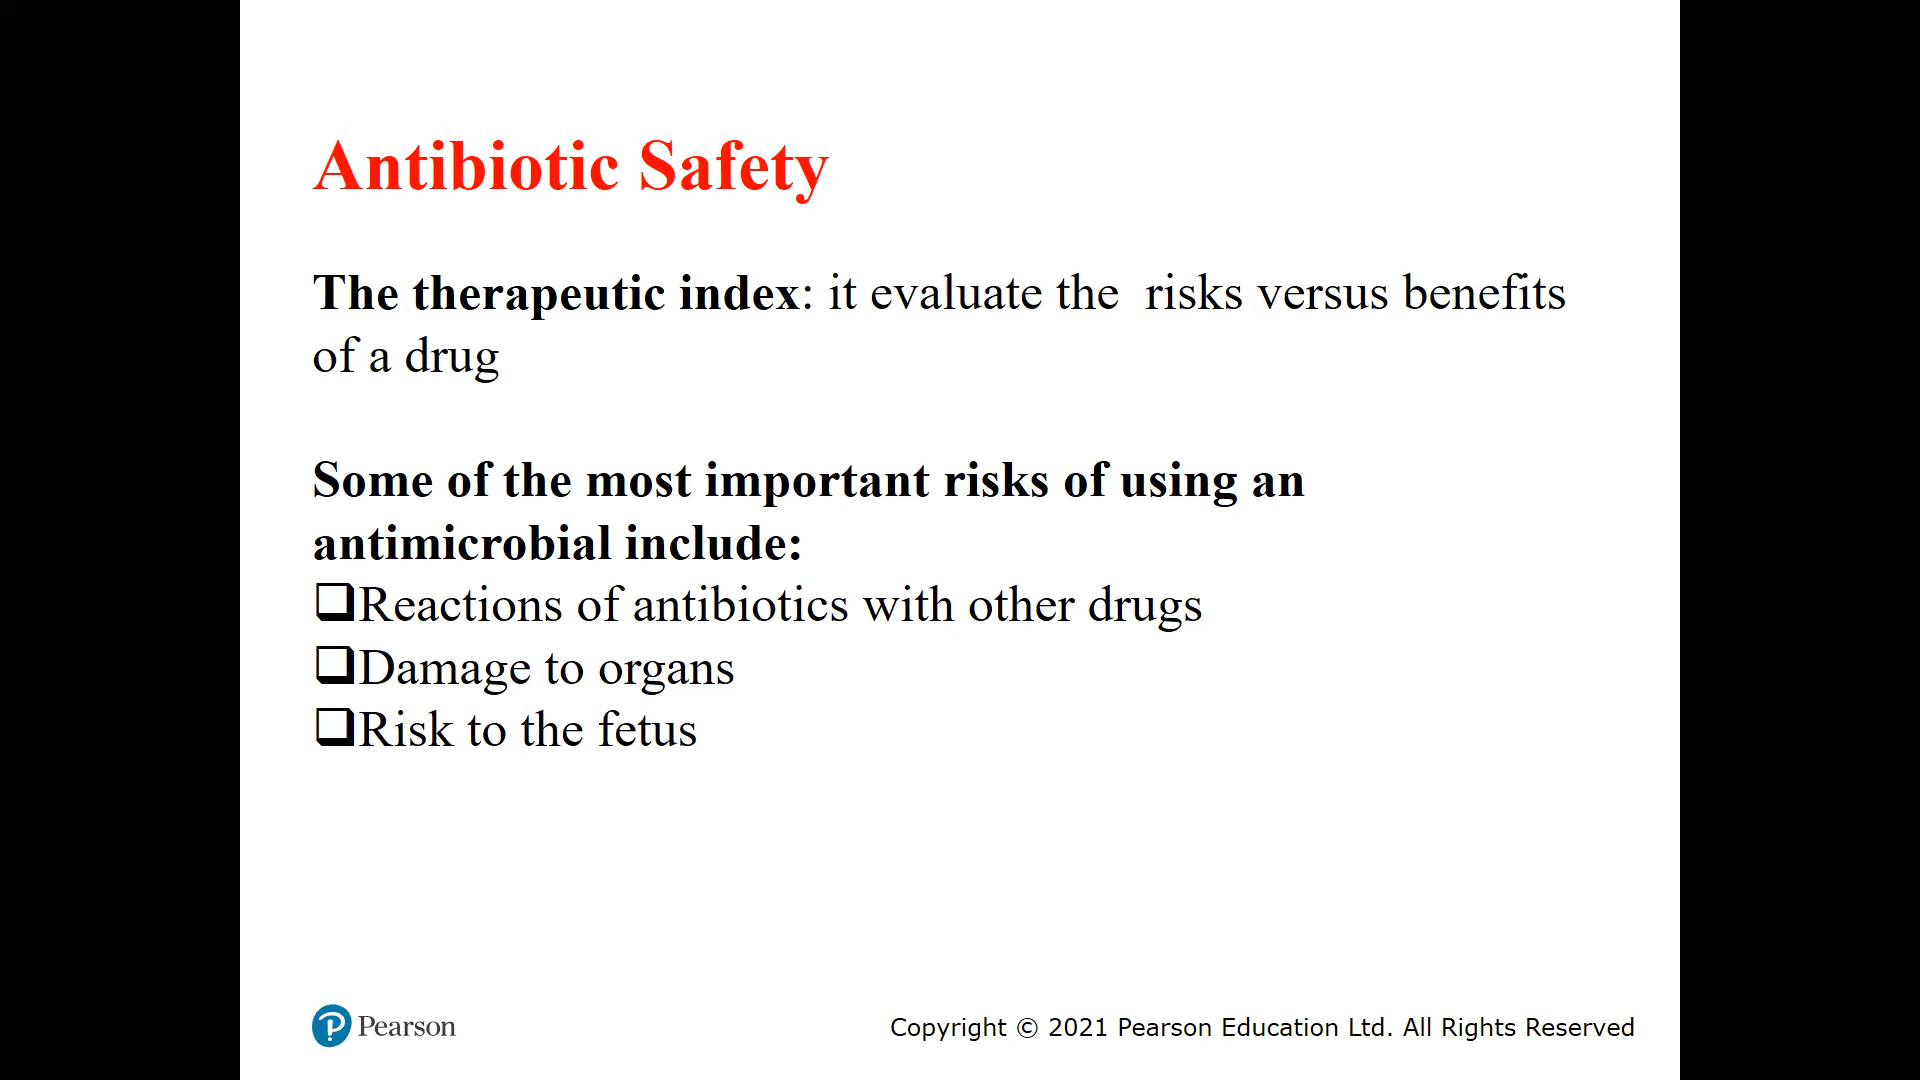 Antibiotic Safety
The therapeutic index: it evaluate the  risks versus benefits
of a drug
Some of the most important risks of using an
antimicrobial include:
❑Reactions of antibiotics with other drugs
❑Damage to organs
❑Risk to the fetus
Pearson
Copyright © 2021 Pearson Education Ltd. All Rights Reserved